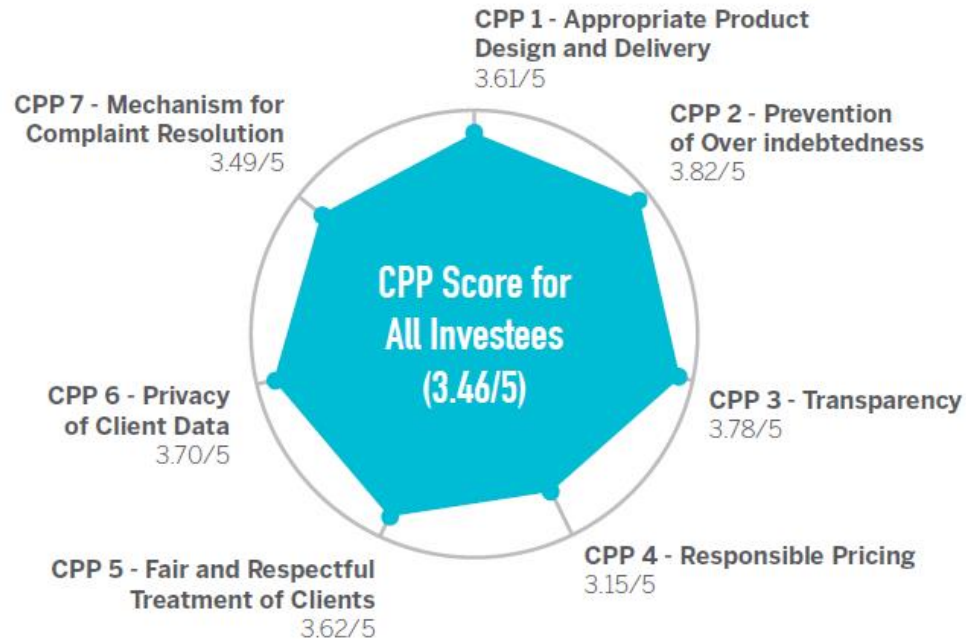 CPP 1 - Appropriate Product
Design and Delivery
3.61/5
CPP 2 - Prevention
of Over indebtedness
3.82/5
CPP 3 - Transparency
3.78/5
CPP 4 - Responsible Pricing
3.15/5
CPP 5 - Fair and Respectful
Treatment of Clients
3.62/5
CPP 6 - Privacy
of Client Data
3.70/5
CPP 7 - Mechanism for
Complaint Resolution
3.49/5
CPP Score for
All Investees
(3.46/5)